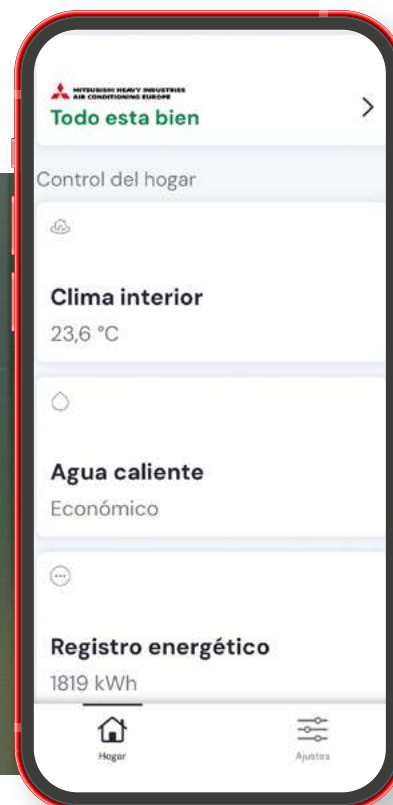 MITSUBISHI HEAVY INDUSTRIES
AIR CONDITIONING EUROPE
Todo esta bien
Control del hogar
Clima interior
23,6 °C
Agua caliente
Económico
Registro energético
1819 kWh
Hogar
Ajustes